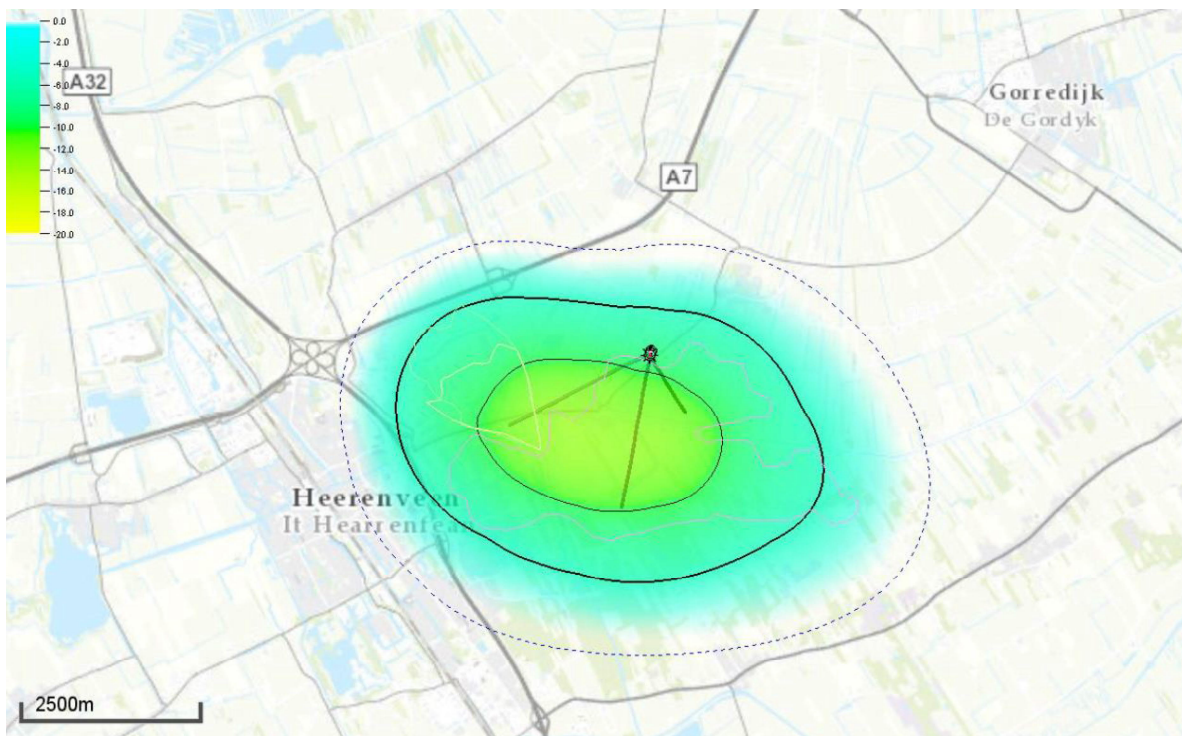 0.0
-2.0
-4.0
-6.0
-8.0
-10.0
-12.0
-14.0
-16.0
-18.0
-20.0
A32
Gorredijk
De Gordyk
A7
Heerenveen
It Hearrenfean
2500m